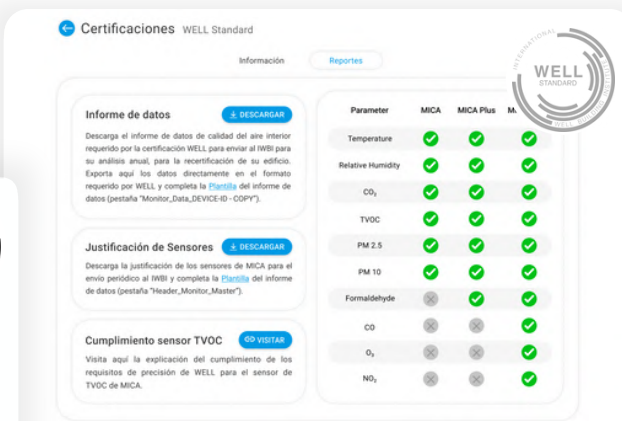 Certificaciones WELL Standard
Información Reportes
INTERNATIONAL
WELL
STANDARD
Informe de datos DESCARGAR
Descarga el informe de datos de calidad del aire interior
requerido por la certificación WELL para enviar al IWBI para
su análisis anual, para la recertificación de su edificio.
Exporta aquí los datos directamente en el formato
requerido por WELL y completa la Plantilla del informe de
datos (pestaña "Monitor_Data_DEVICE-ID - COPY").
Justificación de Sensores DESCARGAR
Descarga la justificación de los sensores de MICA para el
envío periódico al IWBI y completa la Plantilla del informe
de datos (pestaña "Header_Monitor_Master").
Cumplimiento sensor TVOC VISITAR
Visita aquí la explicación del cumplimiento de los
requisitos de precisión de WELL para el sensor de
TVOC de MICA.
Parameter MICA MICA Plus
Temperature
Relative Humidity
CO₂
TVOC
PM 2.5
PM 10
Formaldehyde
CO
O₃
NO₂